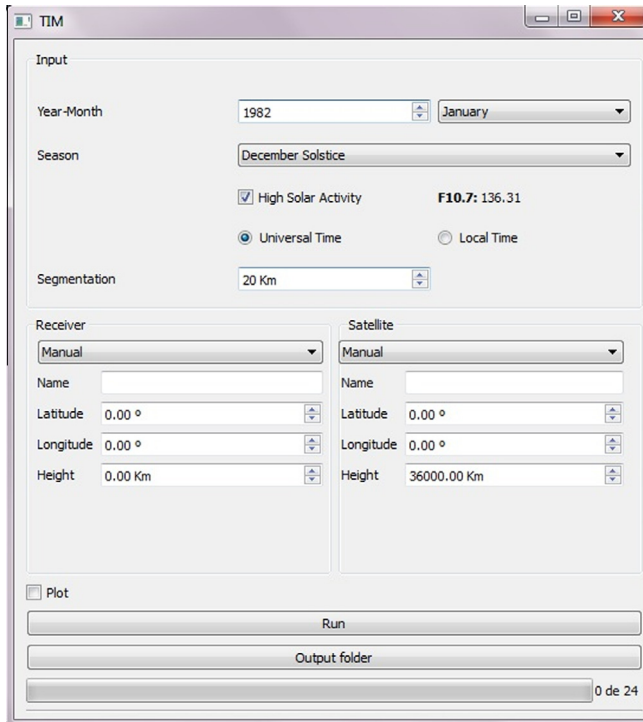 TIM
Input
Year-Month 1982 January
Season December Solstice
High Solar Activity F10.7: 136.31
Universal Time Local Time
Segmentation 20 Km
Receiver Satellite
Manual Manual
Name Name
Latitude 0.00 º Latitude 0.00 º
Longitude 0.00 º Longitude 0.00 º
Height 0.00 Km Height 36000.00 Km
Plot
Run
Output folder
0 de 24